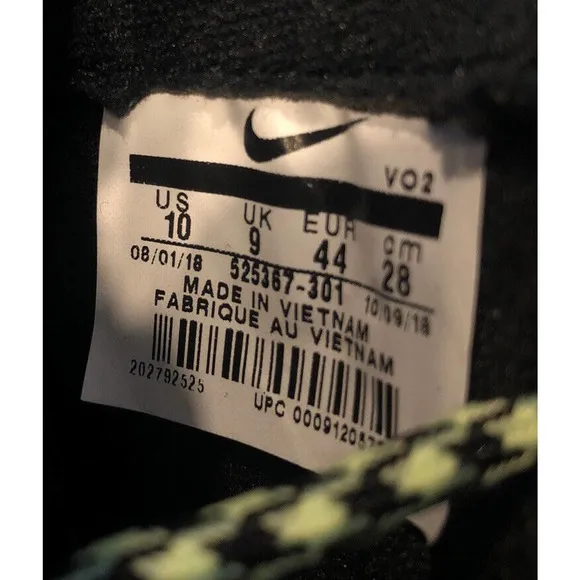 VO2
US UK EUR cm
10 9 44 28
08/01/18 525367-301 10/09/18
MADE IN VIETNAM
FABRIQUE AU VIETNAM
202792525
UPC